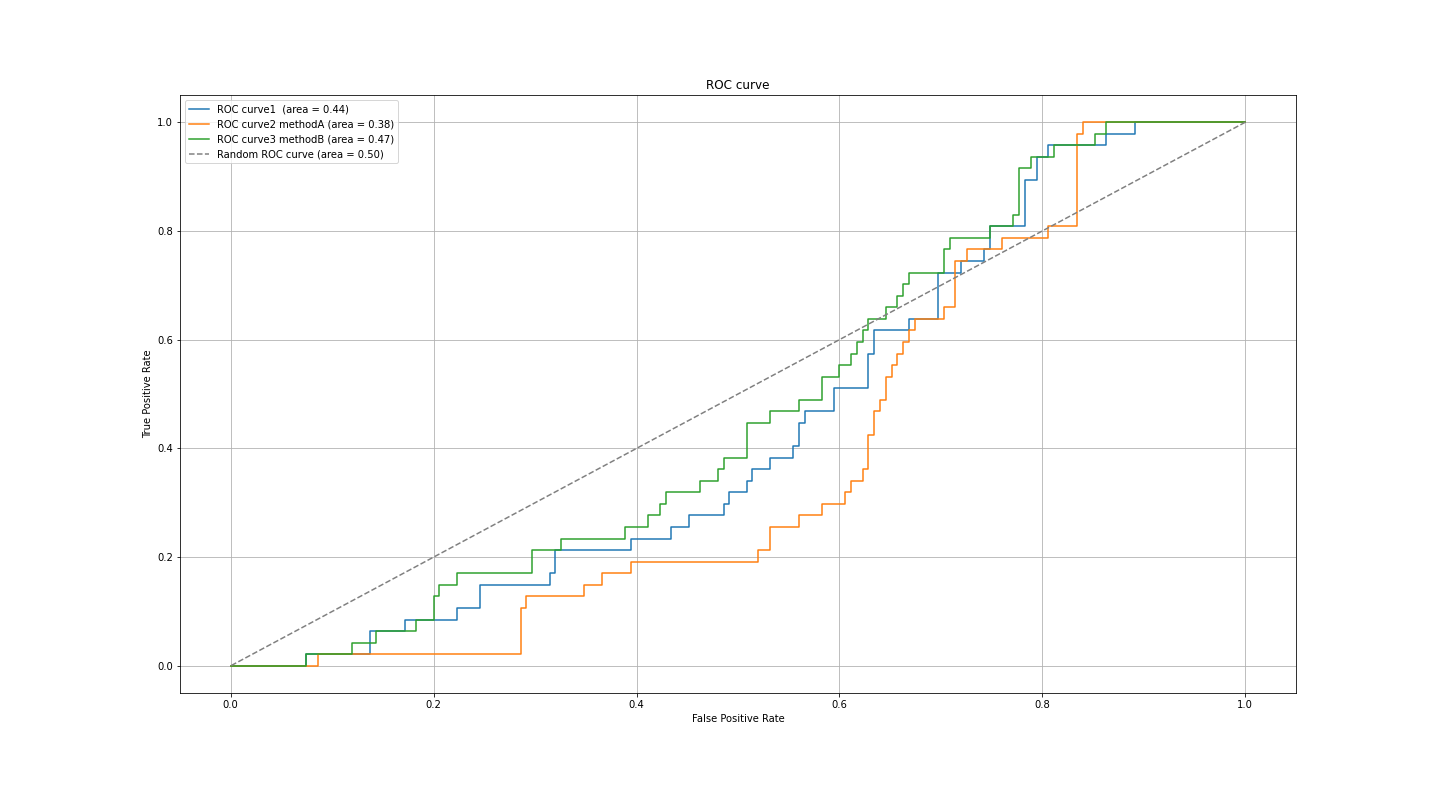 ROC curve
ROC curve1  (area = 0.44)
ROC curve2 methodA (area = 0.38)
ROC curve3 methodB (area = 0.47)
Random ROC curve (area = 0.50)
1.0
0.8
0.6
0.4
0.2
0.0
True Positive Rate
0.0 0.2 0.4 0.6 0.8 1.0
False Positive Rate